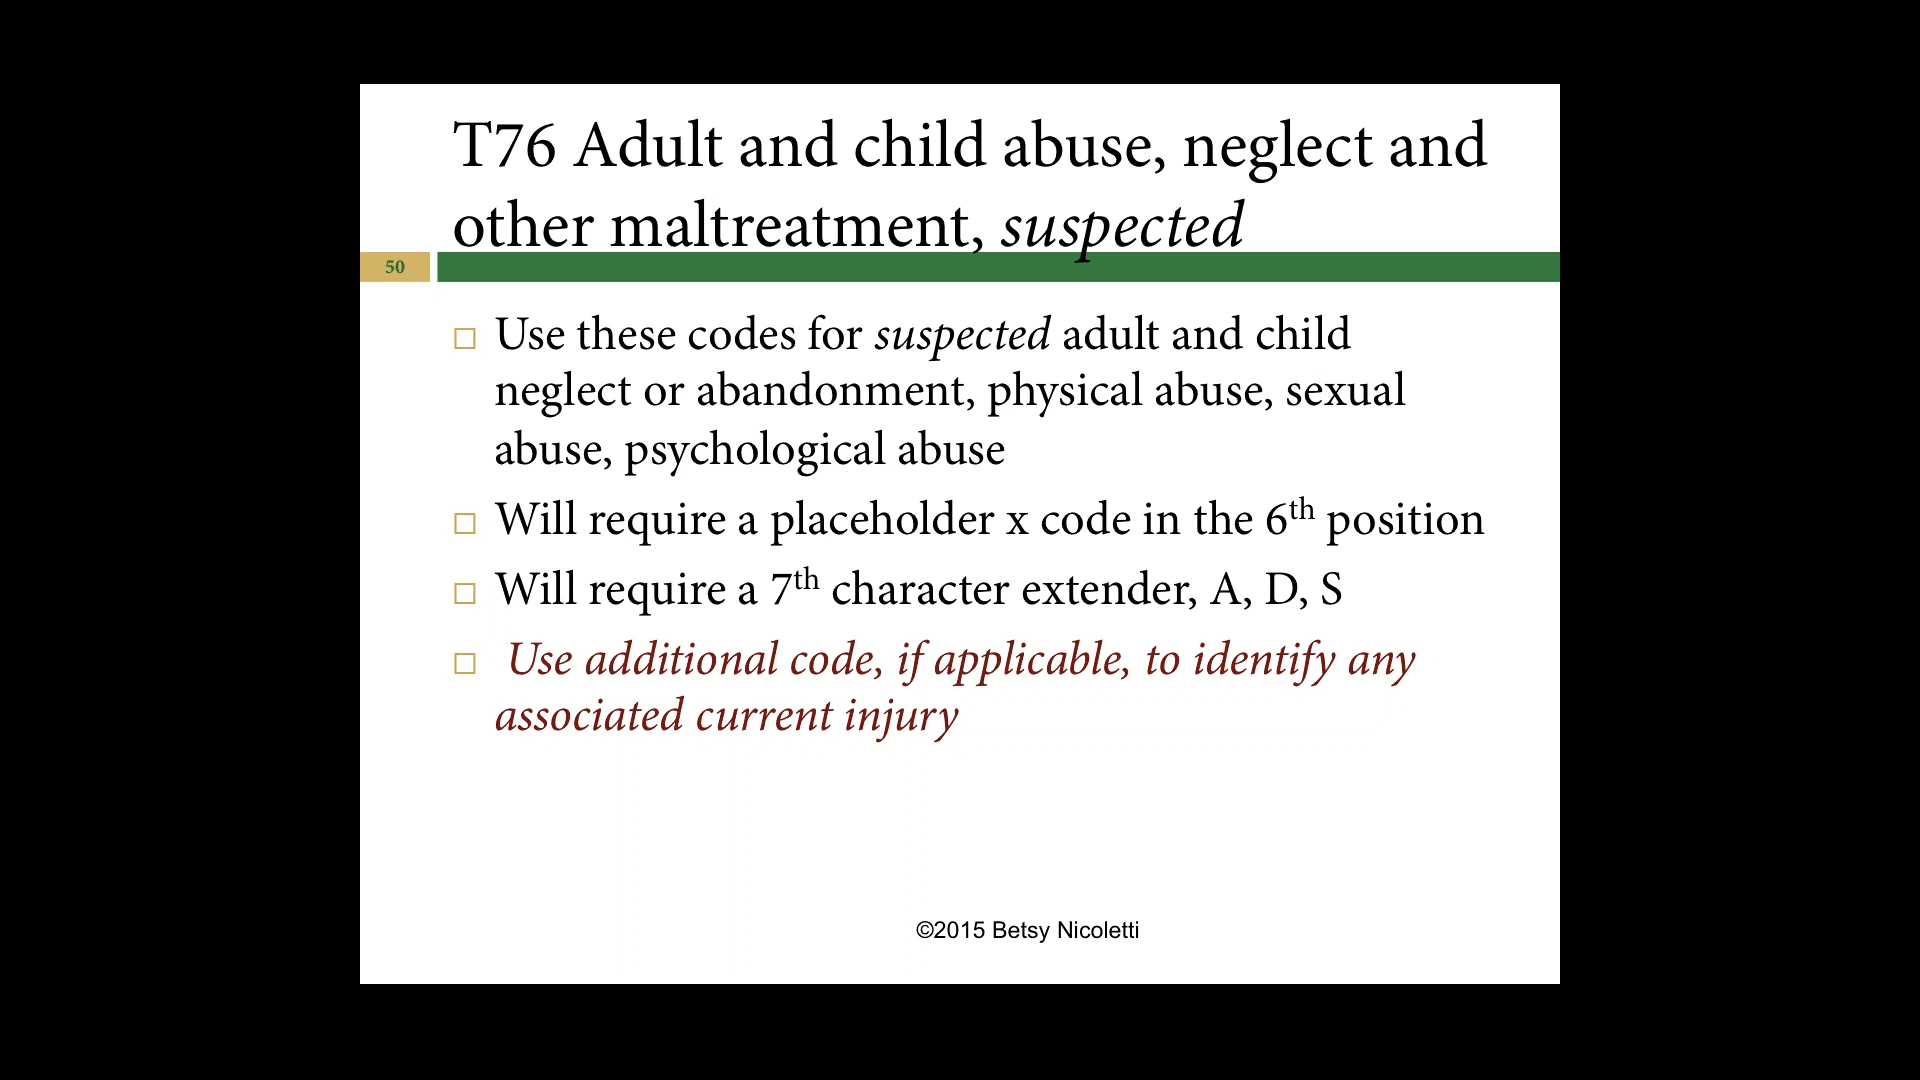 T76 Adult and child abuse, neglect and
other maltreatment, suspected
50
Use these codes for suspected adult and child
neglect or abandonment, physical abuse, sexual
abuse, psychological abuse
Will require a placeholder x code in the 6th position
Will require a 7th character extender, A, D, S
Use additional code, if applicable, to identify any
associated current injury
©2015 Betsy Nicoletti